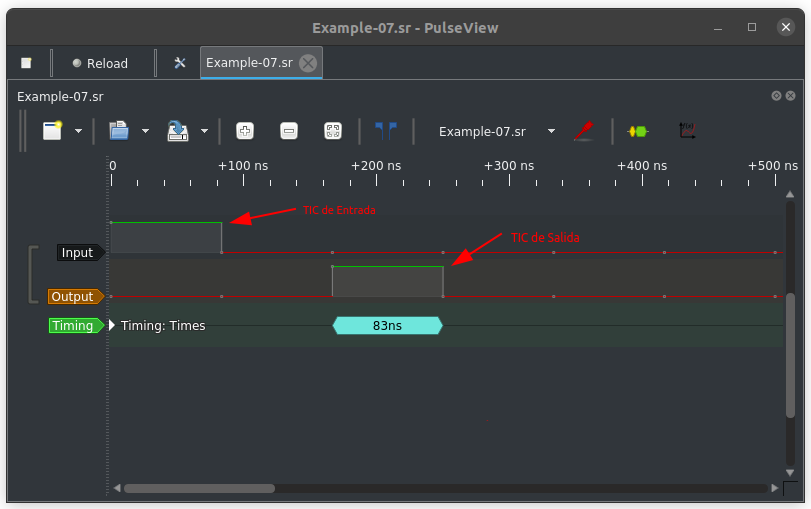 Example-07.sr - PulseView
Reload
Example-07.sr
Example-07.sr
Example-07.sr
0 +100 ns +200 ns +300 ns +400 ns +500 ns
TIC de Entrada
TIC de Salida
Input
Output
Timing Timing: Times 83ns